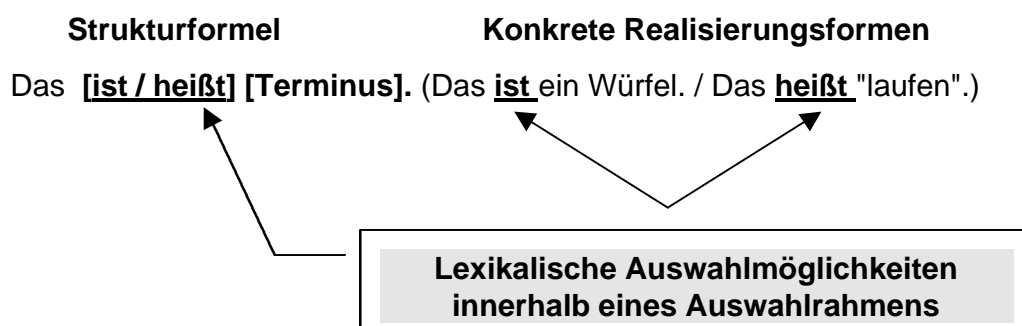 Strukturformel Konkrete Realisierungsformen
Das [ist / heißt] [Terminus]. (Das ist ein Würfel. / Das heißt "laufen".)
Lexikalische Auswahlmöglichkeiten
innerhalb eines Auswahlrahmens